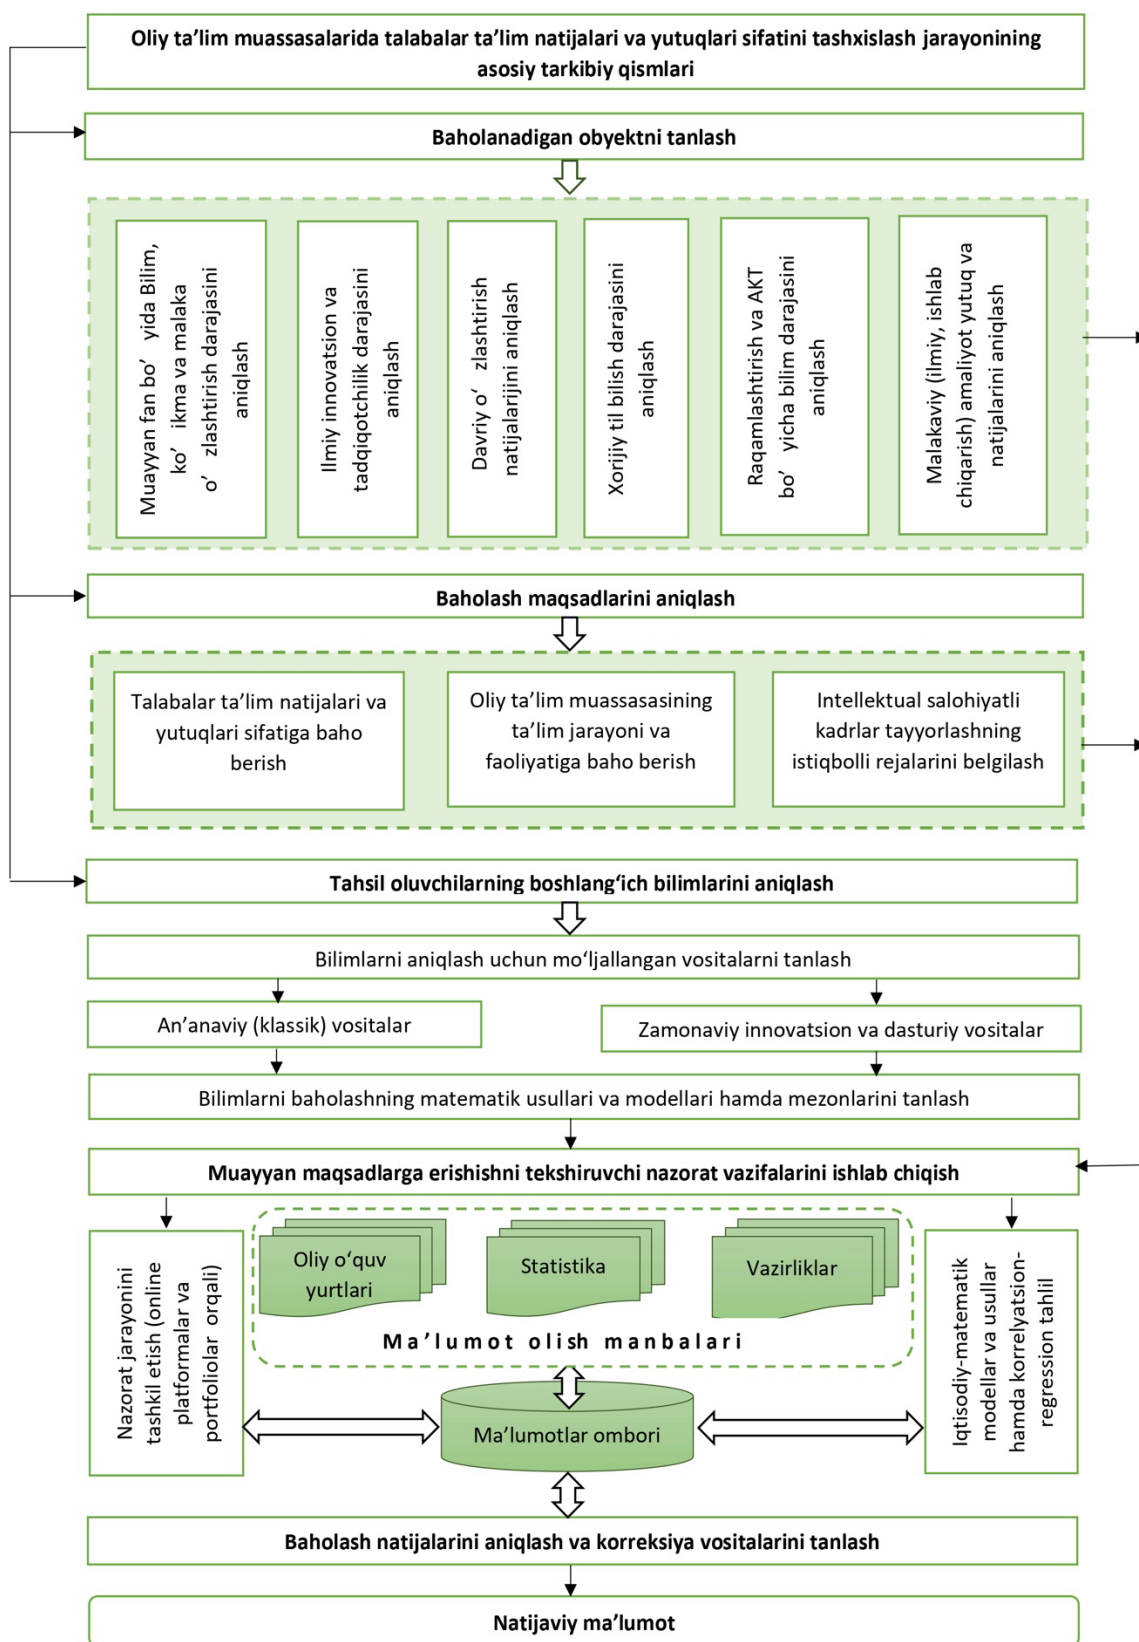 Oliy ta’lim muassasalarida talabalar ta’lim natijalari va yutuqlari sifatini tashxislash jarayonining
asosiy tarkibiy qismlari
Baholanadigan obyektni tanlash
Muayyan fan bo’ yida Bilim,
ko’ ikma va malaka
o’ zlashtirish darajasini
aniqlash
Ilmiy innovatsion va
tadqiqotchilik darajasini
aniqlash
Davriy o‘ zlashtirish
natijalarijni aniqlash
Xorijiy til bilish darajasini
aniqlash
Raqamlashtirish va AKT
bo’ yicha bilim darajasini
aniqlash
Malakaviy (ilmiy, ishlab
chiqarish) amaliyot yutuq va
natijalarini aniqlash
Baholash maqsadlarini aniqlash
Talabalar ta’lim natijalari va
yutuqlari sifatiga baho
berish
Oliy ta’lim muassasasining
ta’lim jarayoni va
faoliyatiga baho berish
Intellektual salohiyatli
kadrlar tayyorlashning
istiqbolli rejalarini belgilash
Tahsil oluvchilarning boshlang‘ich bilimlarini aniqlash
Bilimlarni aniqlash uchun mo‘ljallangan vositalarni tanlash
An’anaviy (klassik) vositalar
Zamonaviy innovatsion va dasturiy vositalar
Bilimlarni baholashning matematik usullari va modellari hamda mezonlarini tanlash
Muayyan maqsadlarga erishishni tekshiruvchi nazorat vazifalarini ishlab chiqish
Nazorat jarayonini
tashkil etish (online
platformalar va
portfoliolar orqali)
Oliy o‘quv
yurtlari
Statistika
Vazirliklar
Ma’lumot olish manbalari
Ma’lumotlar ombori
Iqtisodiy-matematik
modellar va usullar
hamda korrelyatsion-
regression tahlil
Baholash natijalarini aniqlash va korreksiya vositalarini tanlash
Natijaviy ma’lumot